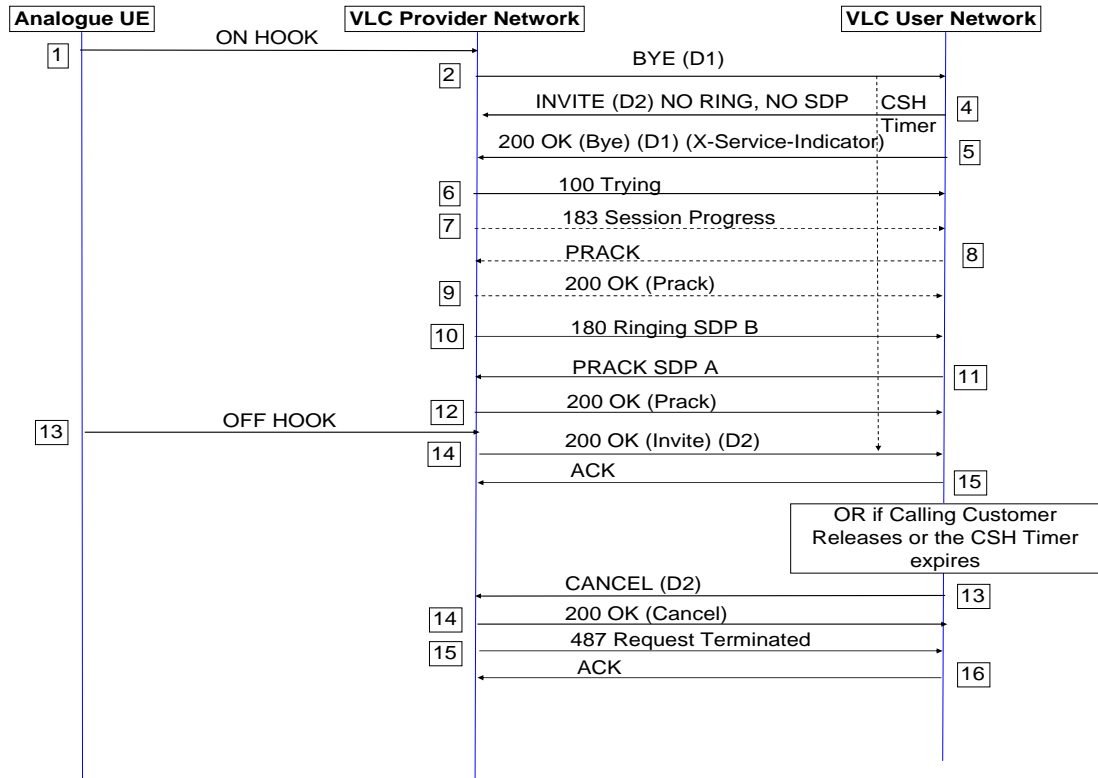 Analogue UE
VLC Provider Network
VLC User Network
ON HOOK
1
BYE (D1)
2
INVITE (D2) NO RING, NO SDP
CSH
Timer
4
200 OK (Bye) (D1) (X-Service-Indicator)
5
6
100 Trying
7
183 Session Progress
PRACK
8
9
200 OK (Prack)
10
180 Ringing SDP B
PRACK SDP A
11
12
200 OK (Prack)
13
OFF HOOK
14
200 OK (Invite) (D2)
ACK
15
OR if Calling Customer
Releases or the CSH Timer
expires
CANCEL (D2)
13
14
200 OK (Cancel)
15
487 Request Terminated
ACK
16